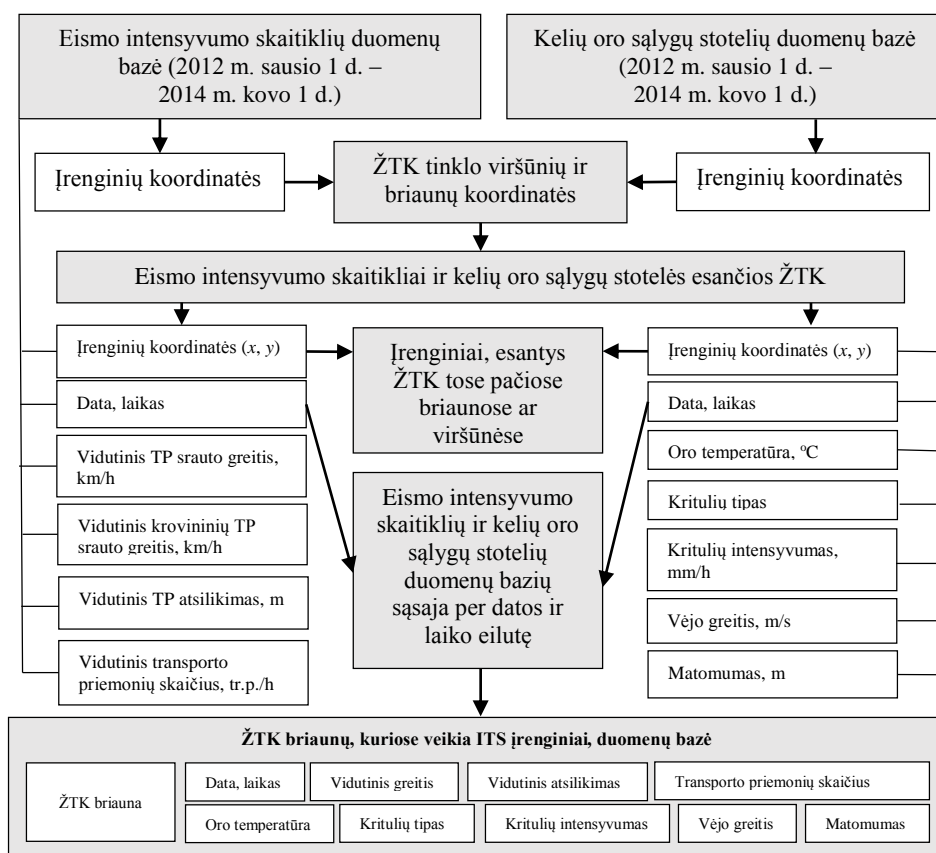 Eismo intensyvumo skaitiklių duomenų
bazė (2012 m. sausio 1 d. –
2014 m. kovo 1 d.)
Kelių oro sąlygų stotelių duomenų bazė
(2012 m. sausio 1 d. –
2014 m. kovo 1 d.)
Įrenginių koordinatės
ŽTK tinklo viršūnių ir
briaunų koordinatės
Įrenginių koordinatės
Eismo intensyvumo skaitikliai ir kelių oro sąlygų stotelės esančios ŽTK
Įrenginių koordinatės (x, y)
Data, laikas
Vidutinis TP srauto greitis,
km/h
Vidutinis krovininių TP
srauto greitis, km/h
Vidutinis TP atsilikimas, m
Vidutinis transporto
priemonių skaičius, tr.p./h
Įrenginiai, esantys
ŽTK tose pačiose
briaunose ar
viršūnėse
Eismo intensyvumo
skaitiklių ir kelių oro
sąlygų stotelių
duomenų bazių
sąsaja per datos ir
laiko eilutę
Įrenginių koordinatės (x, y)
Data, laikas
Oro temperatūra, ºC
Kritulių tipas
Kritulių intensyvumas,
mm/h
Vėjo greitis, m/s
Matomumas, m
ŽTK briaunų, kuriose veikia ITS įrenginiai, duomenų bazė
ŽTK briauna
Data, laikas
Vidutinis greitis
Vidutinis atsilikimas
Transporto priemonių skaičius
Oro temperatūra
Kritulių tipas
Kritulių intensyvumas
Vėjo greitis
Matomumas